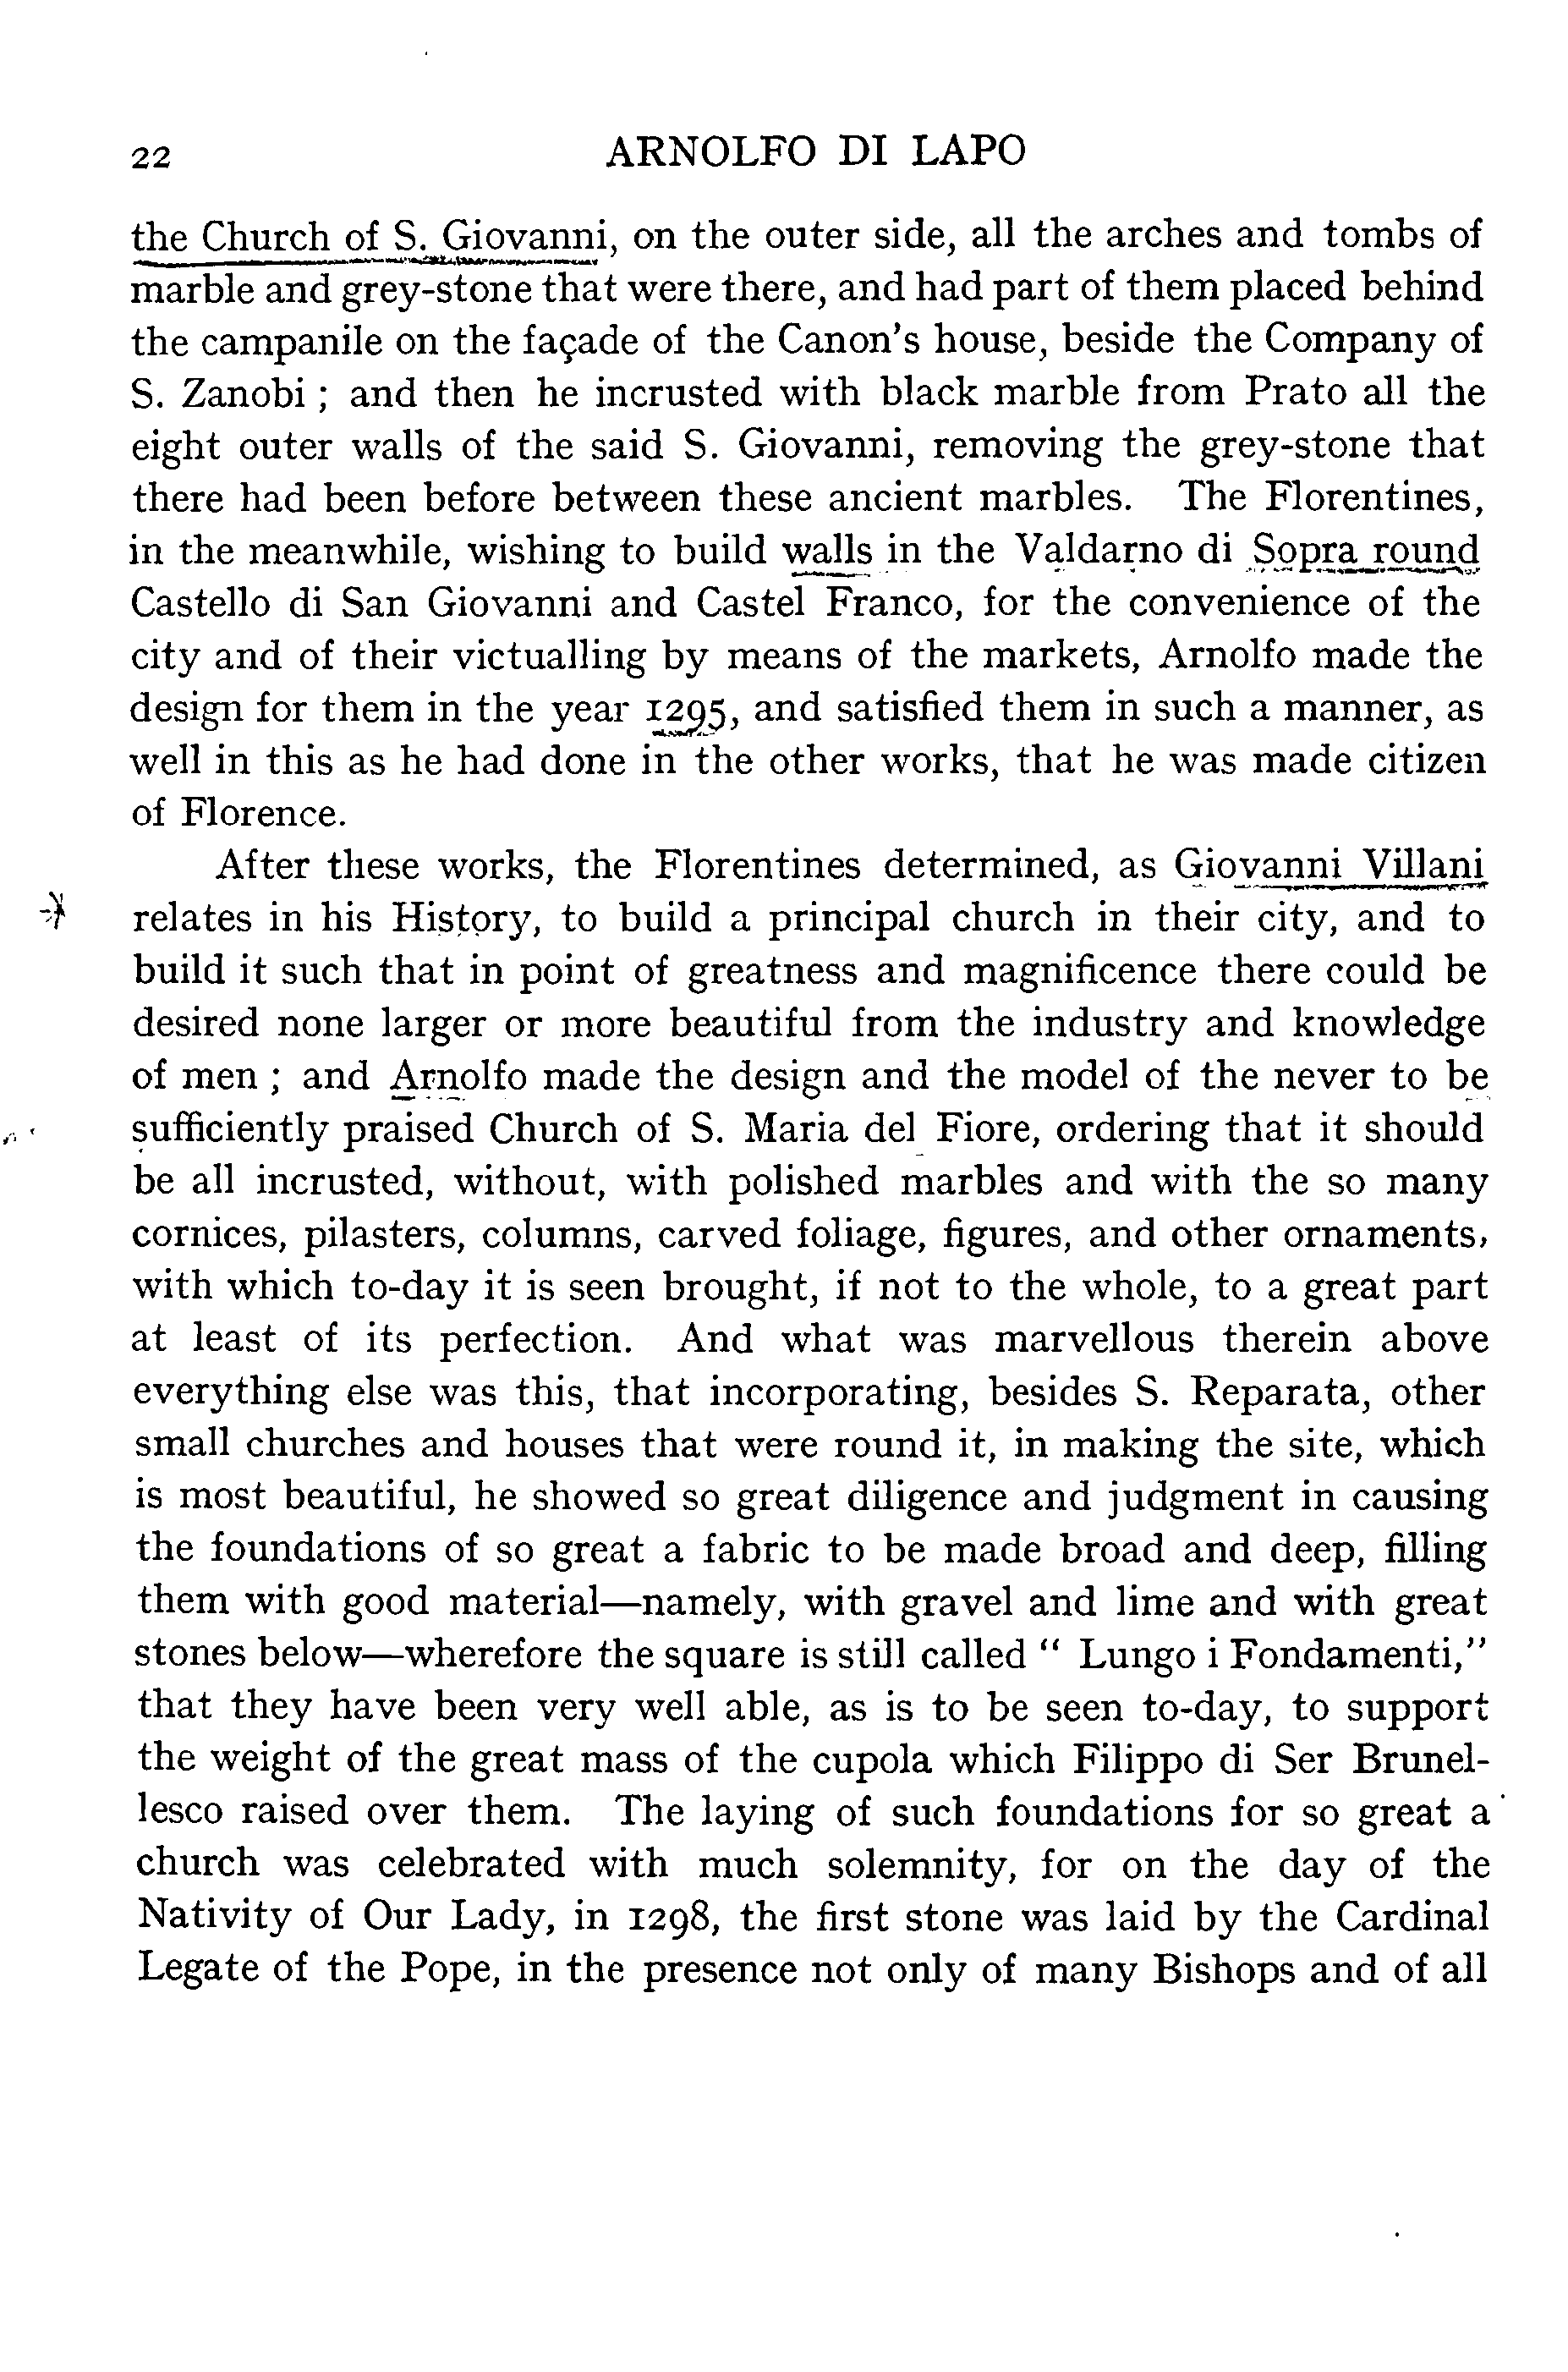 22 ARNOLFO DI LAPO
the Church of S. Giovanni, on the outer side, all the arches and tombs of
marble and grey-stone that were there, and had part of them placed behind
the campanile on the façade of the Canon's house, beside the Company of
S. Zanobi ; and then he incrusted with black marble from Prato all the
eight outer walls of the said S. Giovanni, removing the grey-stone that
there had been before between these ancient marbles. The Florentines,
in the meanwhile, wishing to build walls in the Valdarno di Sopra round
Castello di San Giovanni and Castel Franco, for the convenience of the
city and of their victualling by means of the markets, Arnolfo made the
design for them in the year 1295, and satisfied them in such a manner, as
well in this as he had done in the other works, that he was made citizen
of Florence.
After these works, the Florentines determined, as Giovanni Villani
relates in his History, to build a principal church in their city, and to
build it such that in point of greatness and magnificence there could be
desired none larger or more beautiful from the industry and knowledge
of men ; and Arnolfo made the design and the model of the never to be
sufficiently praised Church of S. Maria del Fiore, ordering that it should
be all incrusted, without, with polished marbles and with the so many
cornices, pilasters, columns, carved foliage, figures, and other ornaments,
with which to-day it is seen brought, if not to the whole, to a great part
at least of its perfection. And what was marvellous therein above
everything else was this, that incorporating, besides S. Reparata, other
small churches and houses that were round it, in making the site, which
is most beautiful, he showed so great diligence and judgment in causing
the foundations of so great a fabric to be made broad and deep, filling
them with good material—namely, with gravel and lime and with great
stones below—wherefore the square is still called " Lungo i Fondamenti,"
that they have been very well able, as is to be seen to-day, to support
the weight of the great mass of the cupola which Filippo di Ser Brunel-
lesco raised over them. The laying of such foundations for so great a
church was celebrated with much solemnity, for on the day of the
Nativity of Our Lady, in 1298, the first stone was laid by the Cardinal
Legate of the Pope, in the presence not only of many Bishops and of all